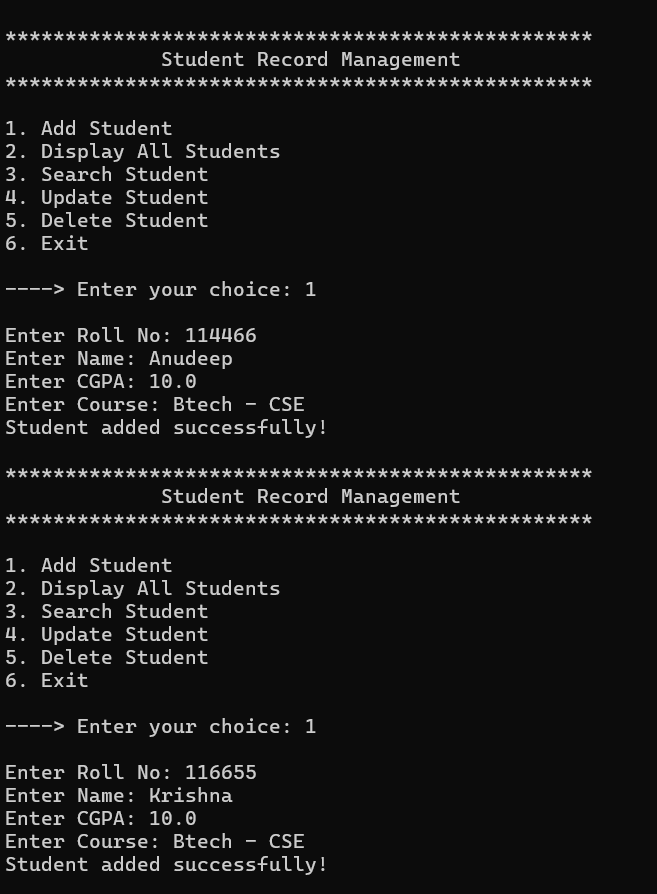 *************************************************
Student Record Management
*************************************************
1. Add Student
2. Display All Students
3. Search Student
4. Update Student
5. Delete Student
6. Exit
----> Enter your choice: 1
Enter Roll No: 114466
Enter Name: Anudeep
Enter CGPA: 10.0
Enter Course: Btech - CSE
Student added successfully!
*************************************************
Student Record Management
*************************************************
1. Add Student
2. Display All Students
3. Search Student
4. Update Student
5. Delete Student
6. Exit
----> Enter your choice: 1
Enter Roll No: 116655
Enter Name: Krishna
Enter CGPA: 10.0
Enter Course: Btech - CSE
Student added successfully!